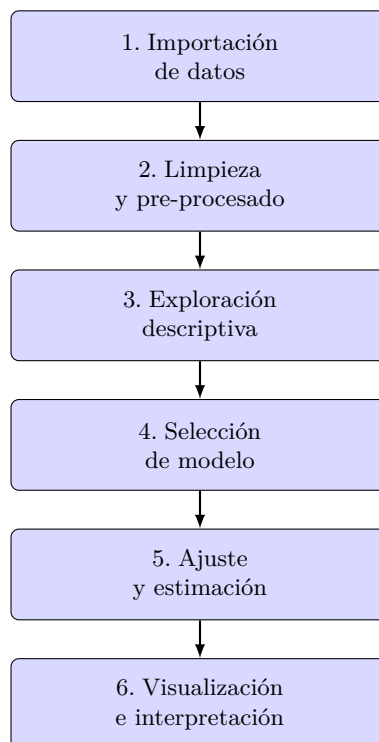 1. Importación
de datos
2. Limpieza
y pre-procesado
3. Exploración
descriptiva
4. Selección
de modelo
5. Ajuste
y estimación
6. Visualización
e interpretación